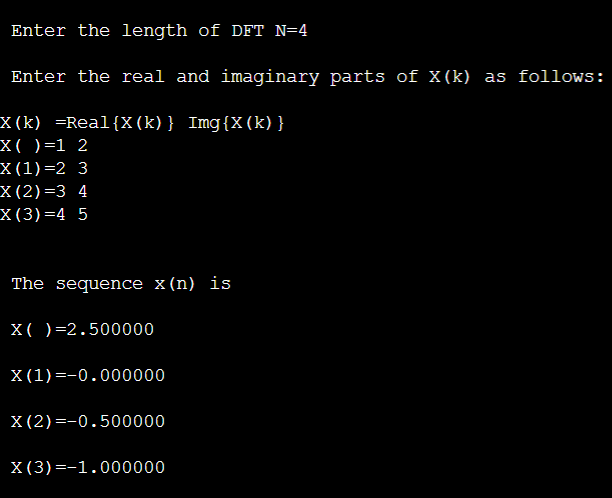 Enter the length of DFT N=4
Enter the real and imaginary parts of X(k) as follows:
X(k) =Real{X(k)} Img{X(k)}
X( )=1 2
X(1)=2 3
X(2)=3 4
X(3)=4 5
The sequence x(n) is
X( )=2.500000
X(1)=-0.000000
X(2)=-0.500000
X(3)=-1.000000